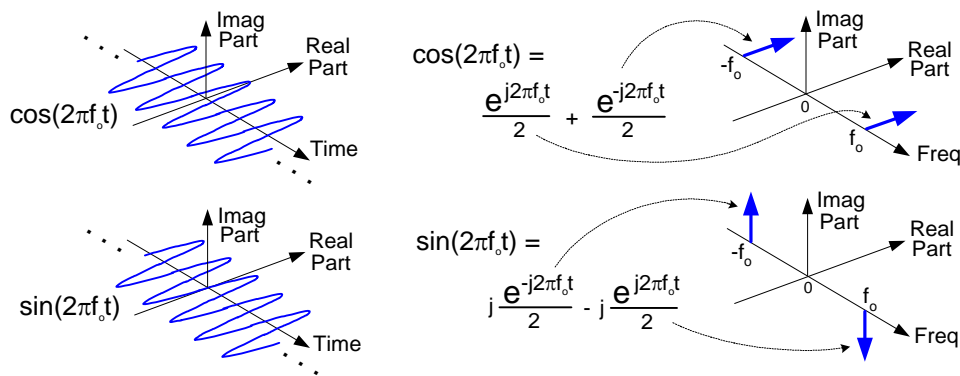 Imag
Part
Real
Part
cos(2πfₒt)
Time
cos(2πfₒt) =
e^{j2πfₒt}/2 + e^{-j2πfₒt}/2
Imag
Part
Real
Part
-fₒ
0
fₒ
Freq
Imag
Part
Real
Part
sin(2πfₒt)
Time
sin(2πfₒt) =
j e^{-j2πfₒt}/2 - j e^{j2πfₒt}/2
Imag
Part
Real
Part
-fₒ
0
fₒ
Freq